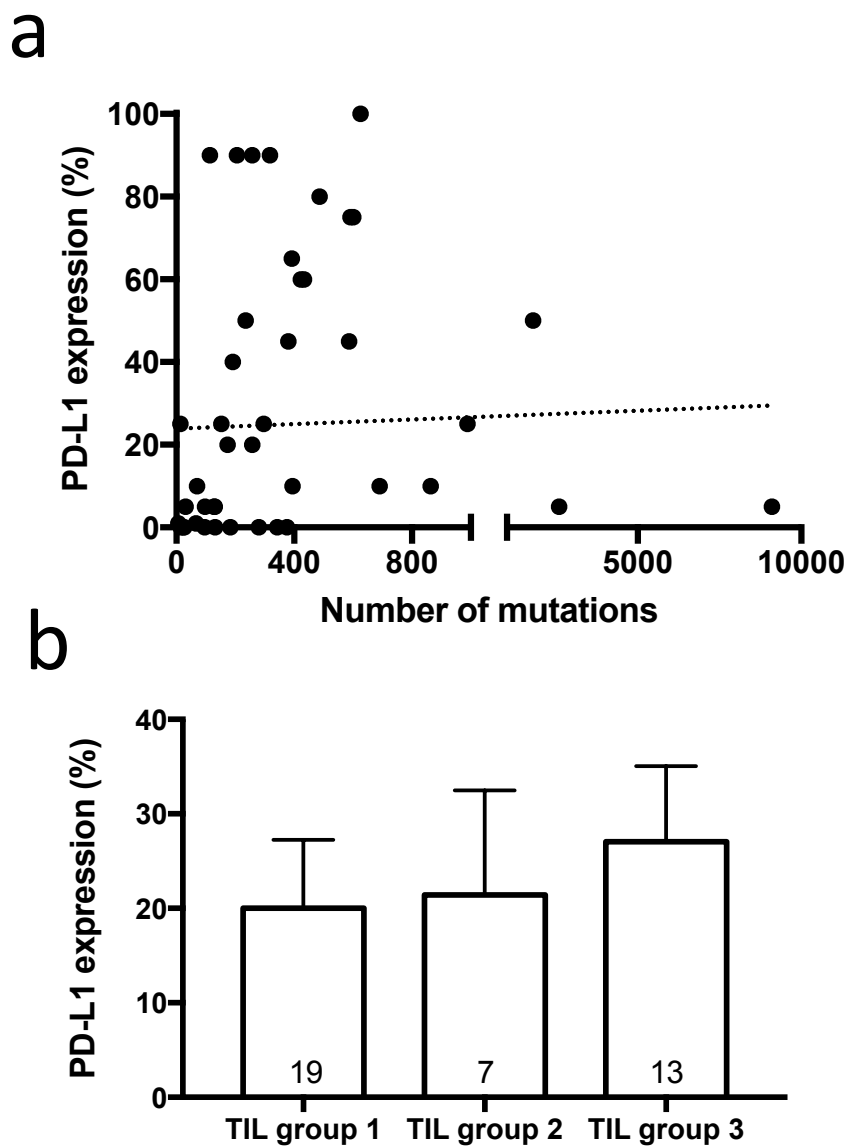 a
PD-L1 expression (%)
100
80
60
40
20
0
0 400 800 5000 10000
Number of mutations
b
PD-L1 expression (%)
40
30
20
10
0
19 7 13
TIL group 1 TIL group 2 TIL group 3